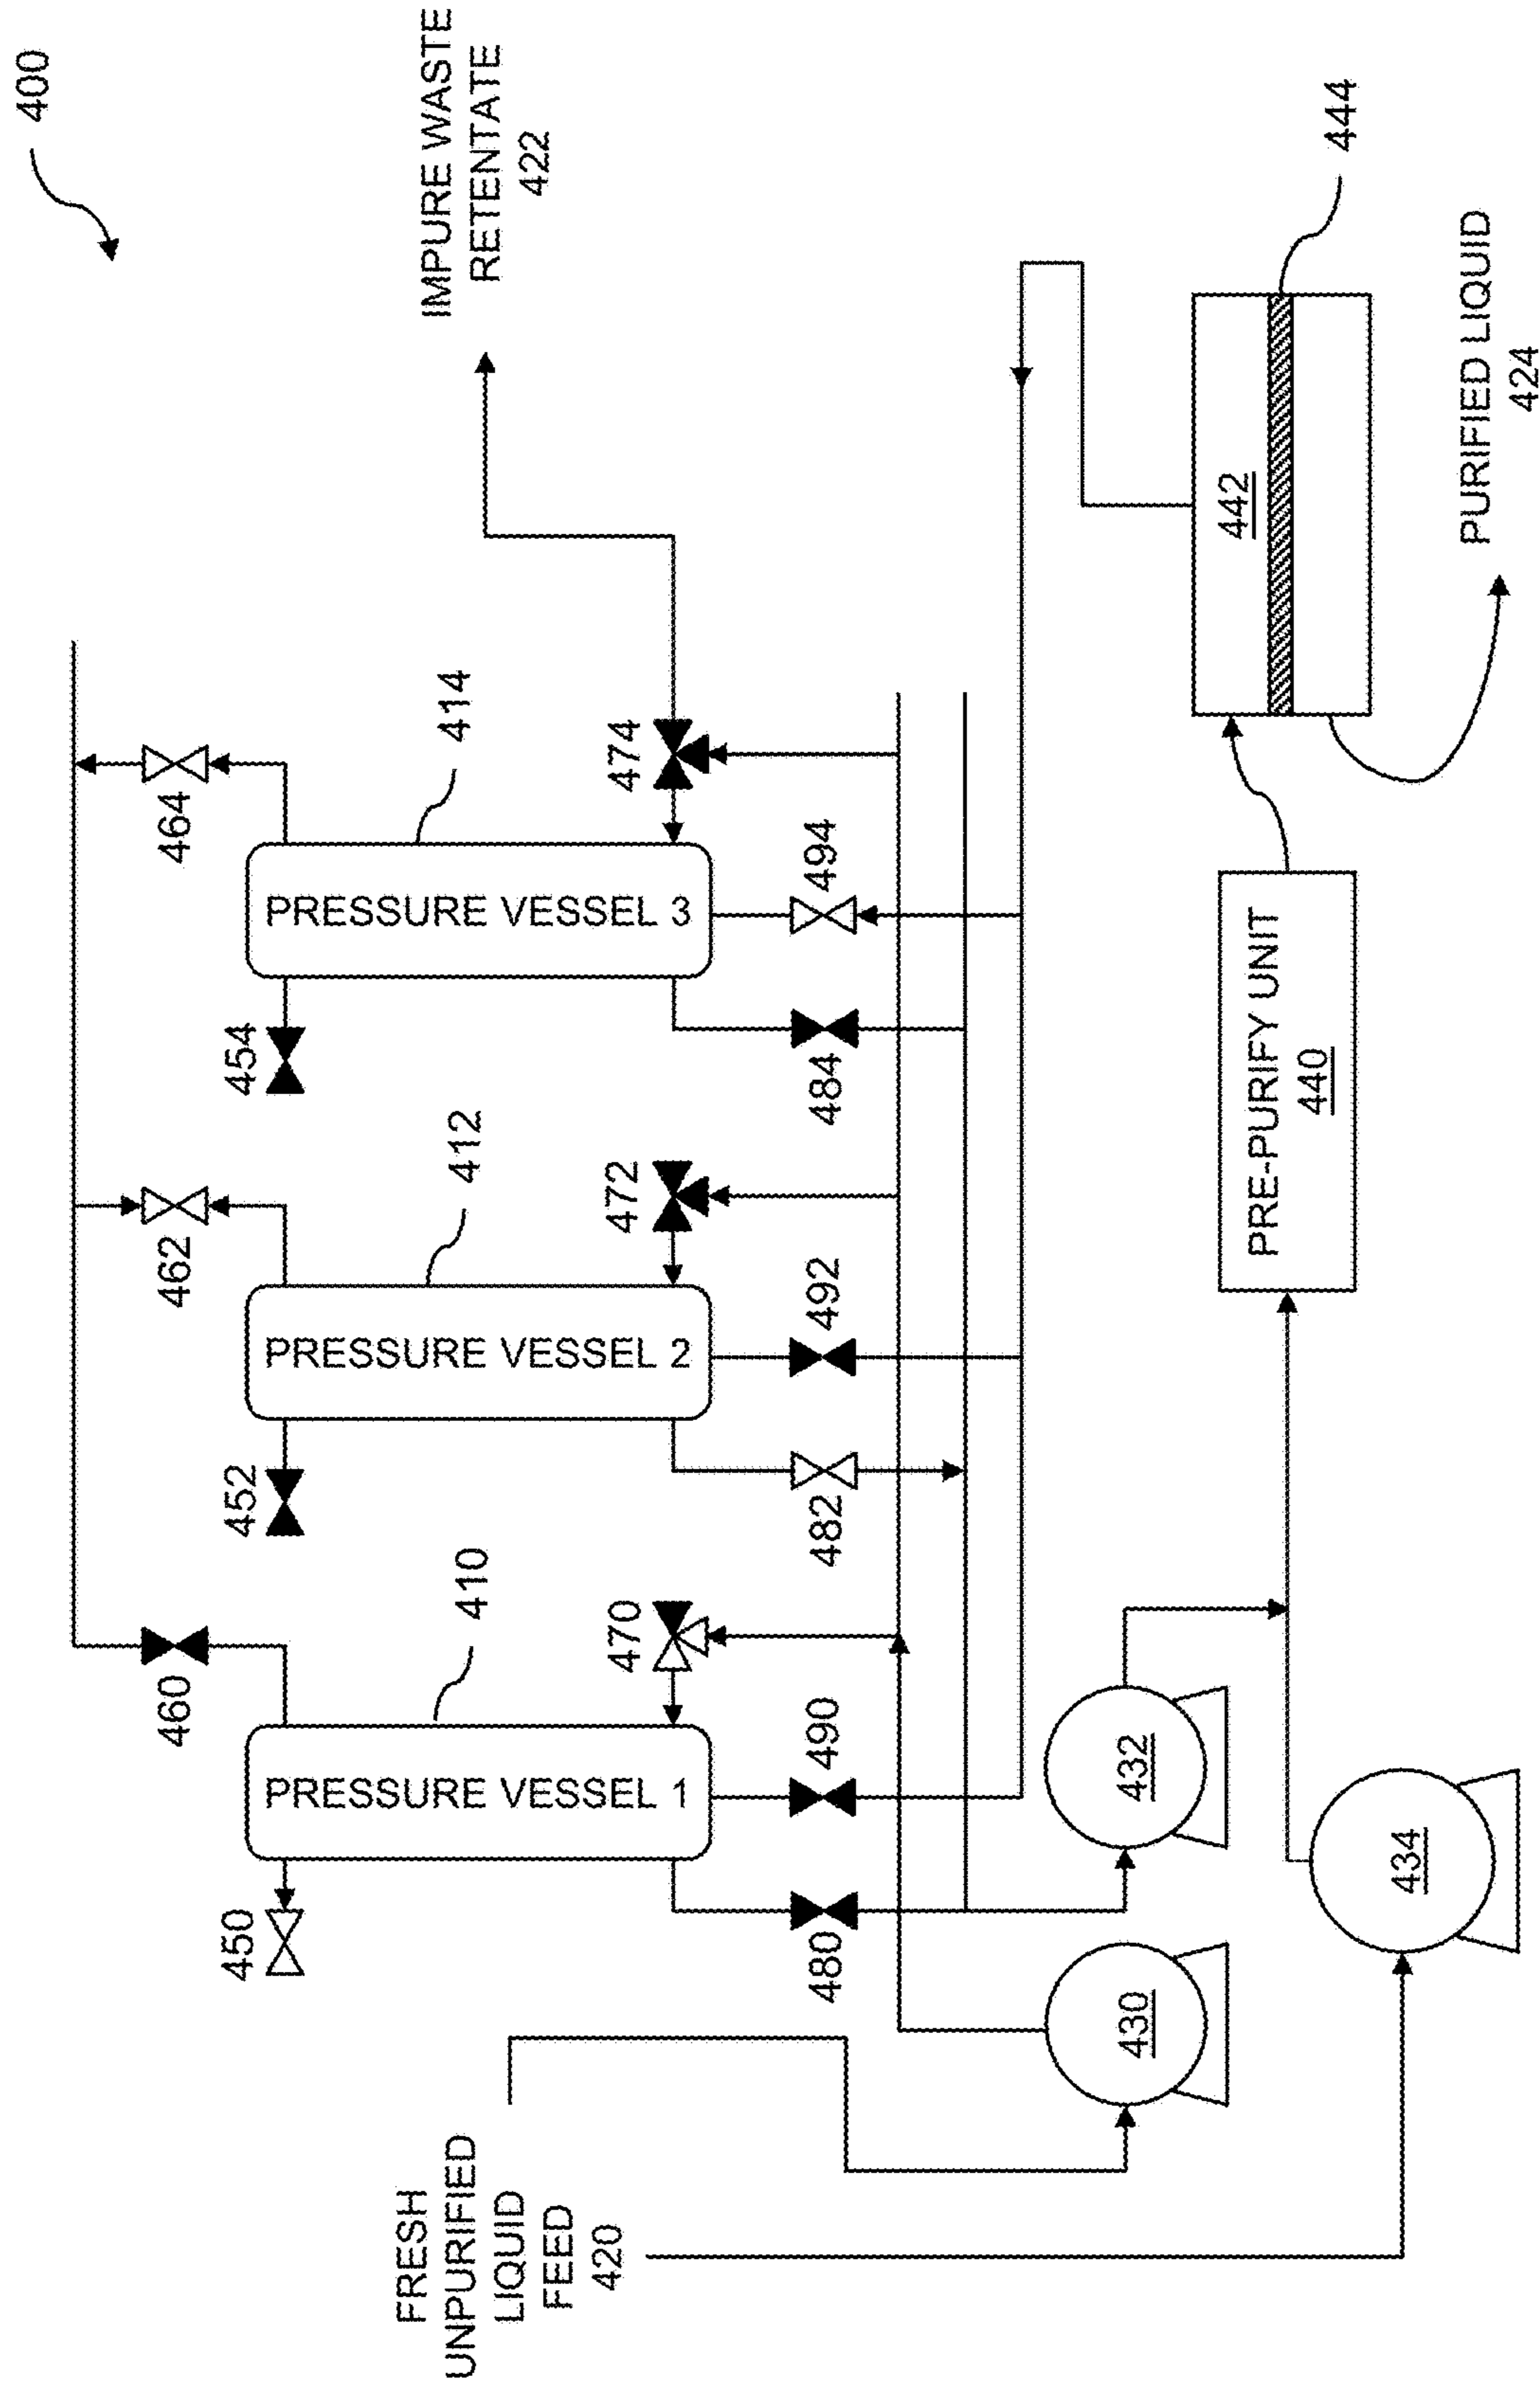 400
IMPURE WASTE
RETENTATE
422
464
414
474
454
PRESSURE VESSEL 3
494
484
462
412
472
452
PRESSURE VESSEL 2
492
482
460
410
470
450
PRESSURE VESSEL 1
490
480
FRESH
UNPURIFIED
LIQUID
FEED
420
430
432
434
PRE-PURIFY UNIT
440
442
444
PURIFIED LIQUID
424